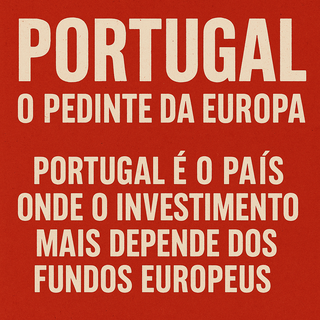 PORTUGAL
O PEDINTE DA EUROPA
PORTUGAL É O PAÍS
ONDE O INVESTIMENTO
MAIS DEPENDE DOS
FUNDOS EUROPEUS